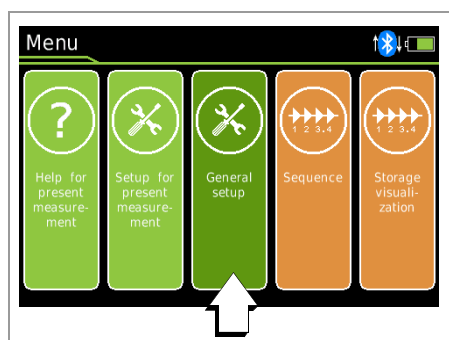 Menu
?
Help for
present
measure-
ment
Setup for
present
measure-
ment
General
setup
1 2 3.4
Sequence
1 2 3.4
Storage
visuali-
zation